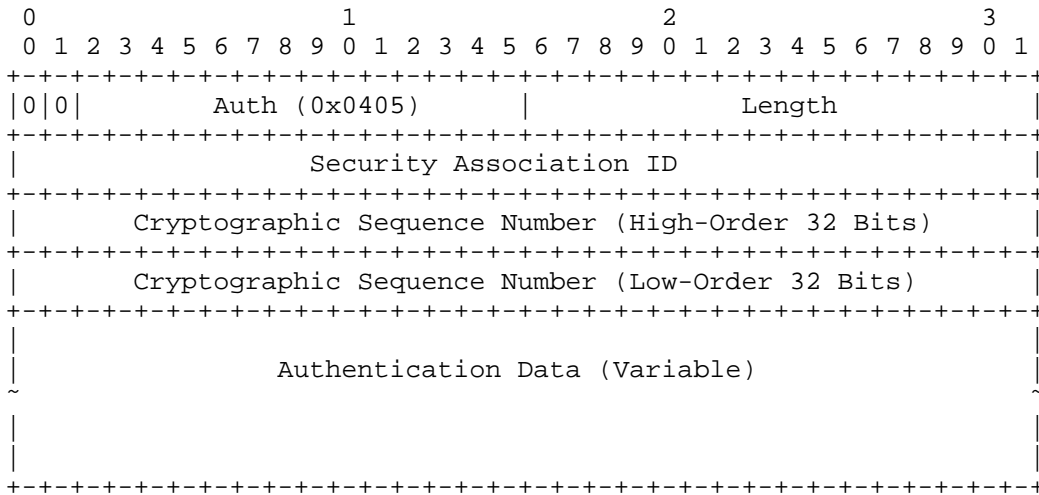 0                   1                   2                   3
 0 1 2 3 4 5 6 7 8 9 0 1 2 3 4 5 6 7 8 9 0 1 2 3 4 5 6 7 8 9 0 1
+-+-+-+-+-+-+-+-+-+-+-+-+-+-+-+-+-+-+-+-+-+-+-+-+-+-+-+-+-+-+-+-+
|0|0|        Auth (0x0405)      |             Length            |
+-+-+-+-+-+-+-+-+-+-+-+-+-+-+-+-+-+-+-+-+-+-+-+-+-+-+-+-+-+-+-+-+
|                  Security Association ID                      |
+-+-+-+-+-+-+-+-+-+-+-+-+-+-+-+-+-+-+-+-+-+-+-+-+-+-+-+-+-+-+-+-+
|       Cryptographic Sequence Number (High-Order 32 Bits)      |
+-+-+-+-+-+-+-+-+-+-+-+-+-+-+-+-+-+-+-+-+-+-+-+-+-+-+-+-+-+-+-+-+
|       Cryptographic Sequence Number (Low-Order 32 Bits)       |
+-+-+-+-+-+-+-+-+-+-+-+-+-+-+-+-+-+-+-+-+-+-+-+-+-+-+-+-+-+-+-+-+
|                                                               |
|                Authentication Data (Variable)                 |
~                                                               ~
|                                                               |
|                                                               |
+-+-+-+-+-+-+-+-+-+-+-+-+-+-+-+-+-+-+-+-+-+-+-+-+-+-+-+-+-+-+-+-+